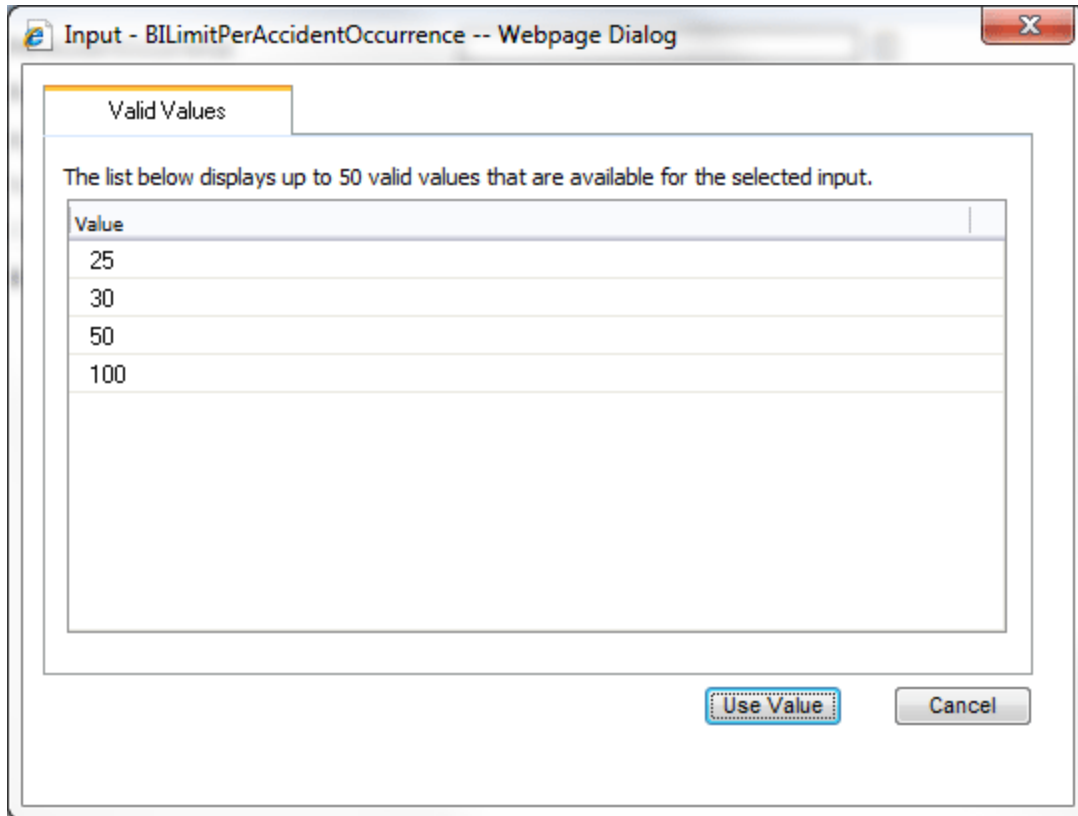 Input - BILimitPerAccidentOccurrence -- Webpage Dialog
Valid Values
The list below displays up to 50 valid values that are available for the selected input.
Value
25
30
50
100
Use Value Cancel